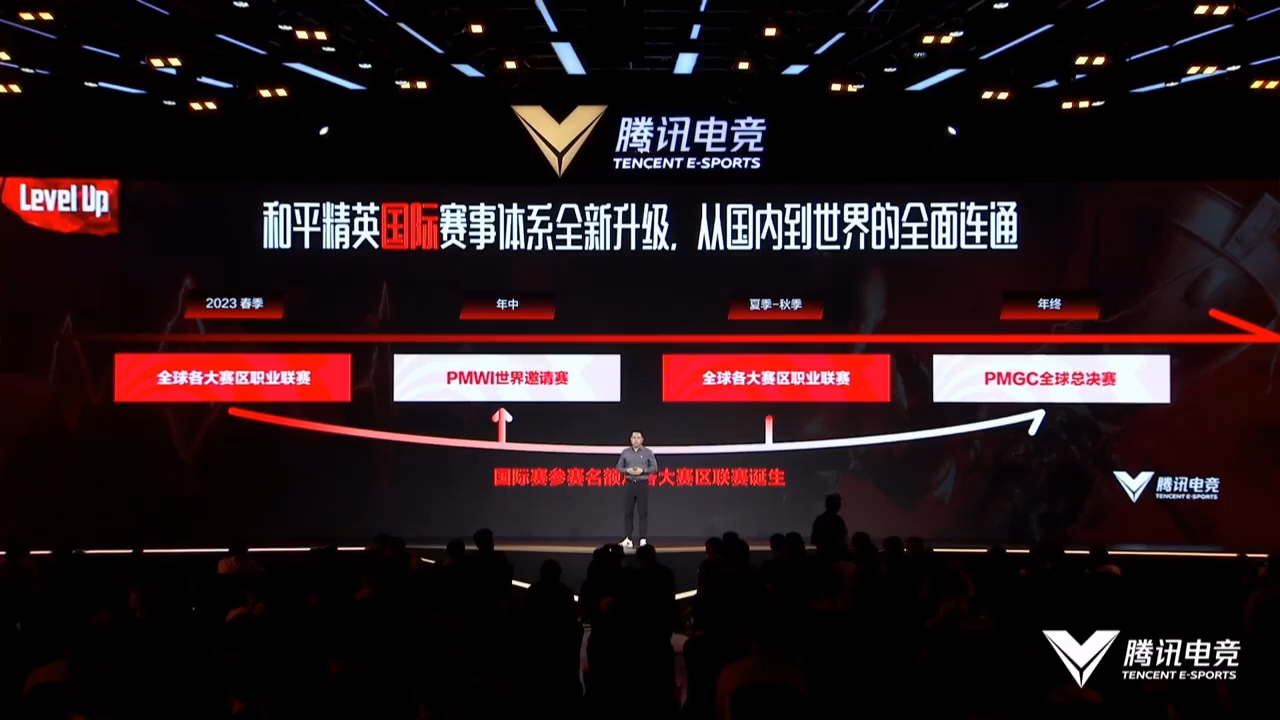 腾讯电竞
TENCENT E-SPORTS
Level Up
和平精英国际赛事体系全新升级, 从国内到世界的全面连通
2023 春季
年中
夏季-秋季
年终
全球各大赛区职业联赛
PMWI世界邀请赛
全球各大赛区职业联赛
PMGC全球总决赛
国际赛参赛名额 大赛区联赛诞生
腾讯电竞
TENCENT E-SPORTS
腾讯电竞
TENCENT E-SPORTS